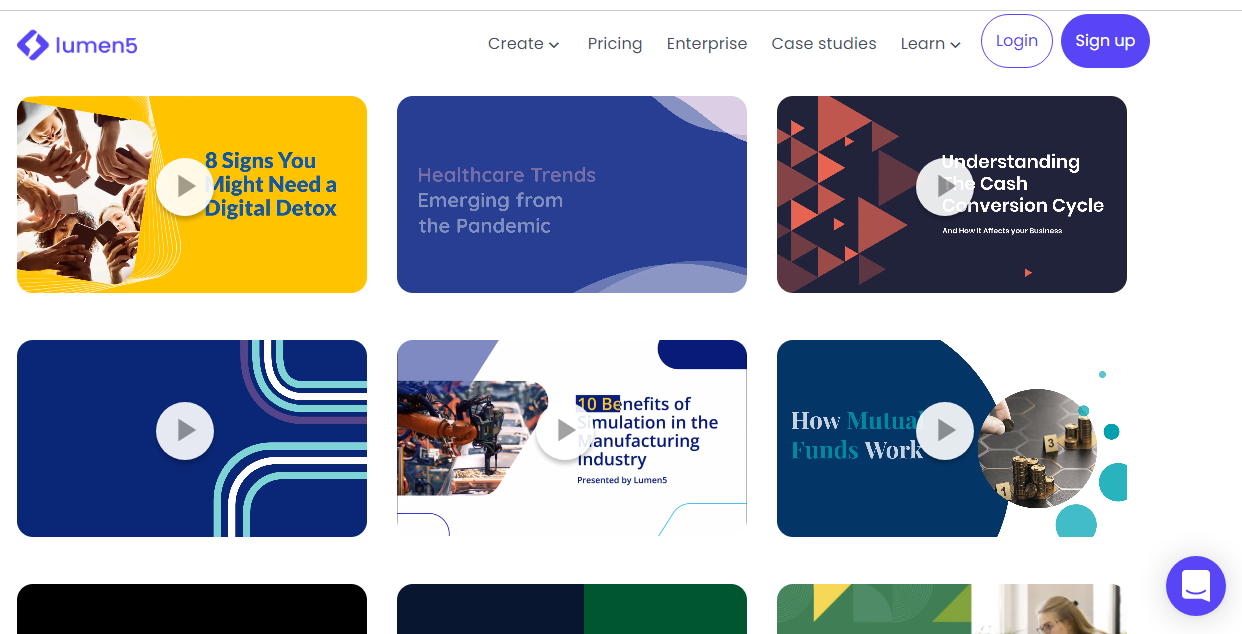 lumen5
Create
Pricing
Enterprise
Case studies
Learn
Login
Sign up
8 Signs You
Might Need a
Digital Detox
Healthcare Trends
Emerging from
the Pandemic
Understanding
The Cash
Conversion Cycle
And How It Affects your Business
10 Benefits of
Simulation in the
Manufacturing
Industry
Presented by Lumen5
How Mutual
Funds Work
3
1